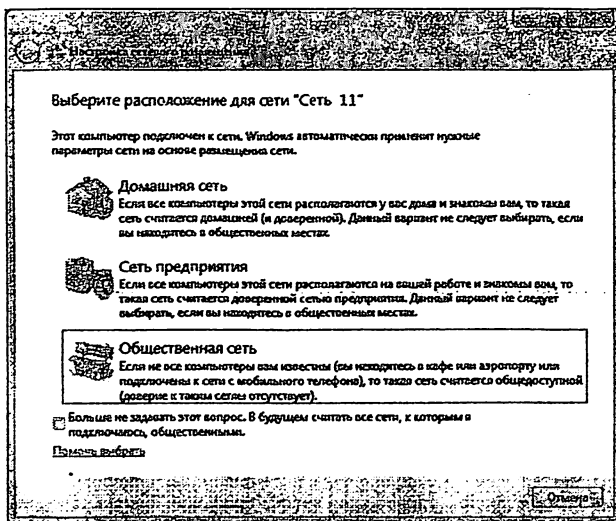 Настройка сетевого размещения
Выберите расположение для сети "Сеть 11"
Этот компьютер подключен к сети. Windows автоматически применит нужные
параметры сети на основе размещения сети.
Домашняя сеть
Если все компьютеры этой сети располагаются у вас дома и знакомы вам, то такая
сеть считается домашней (и доверенной). Данный вариант не следует выбирать, если
вы находитесь в общественных местах.
Сеть предприятия
Если все компьютеры этой сети располагаются на вашей работе и знакомы вам, то
такая сеть считается доверенной сетью предприятия. Данный вариант не следует
выбирать, если вы находитесь в общественных местах.
Общественная сеть
Если не все компьютеры вам известны (вы находитесь в кафе или аэропорту или
подключены к сети с мобильного телефона), то такая сеть считается общедоступной
(доверие к таким сетям отсутствует).
Больше не задавать этот вопрос. В будущем считать все сети, к которым я
подключаюсь, общественными.
Помочь выбрать
Отмена